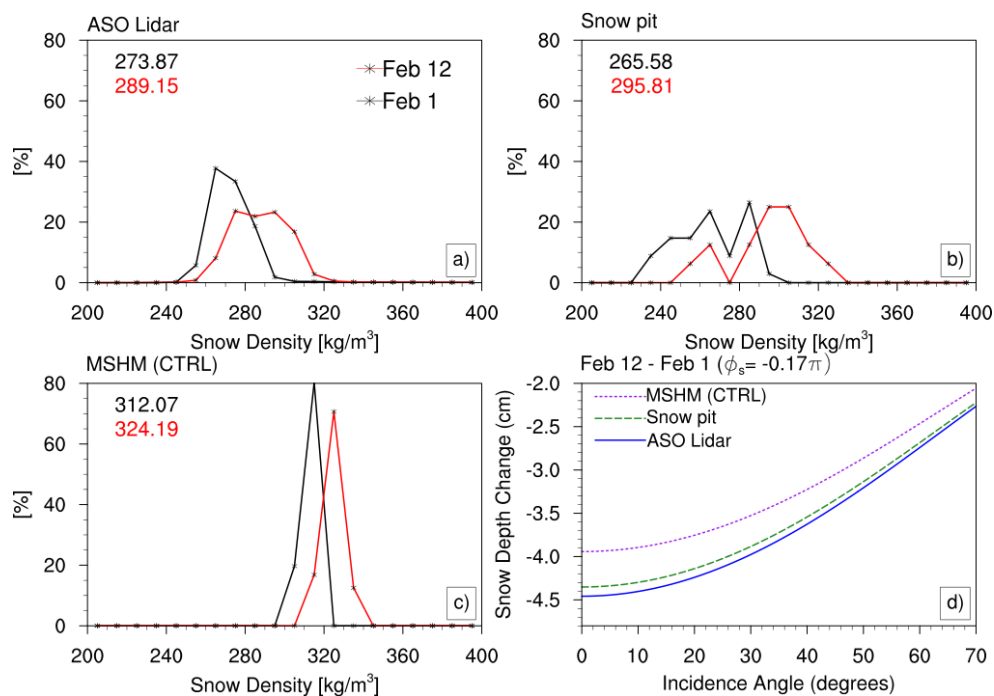 ASO Lidar
80
60
40
20
0
[%]
273.87
289.15
Feb 12
Feb 1
a)
200 240 280 320 360 400
Snow Density [kg/m³]
Snow pit
80
60
40
20
0
[%]
265.58
295.81
b)
200 240 280 320 360 400
Snow Density [kg/m³]
MSHM (CTRL)
80
60
40
20
0
[%]
312.07
324.19
c)
200 240 280 320 360 400
Snow Density [kg/m³]
Feb 12 - Feb 1 (ϕₛ= -0.17π)
-2.0
-2.5
-3.0
-3.5
-4.0
-4.5
Snow Depth Change (cm)
MSHM (CTRL)
Snow pit
ASO Lidar
d)
0 10 20 30 40 50 60 70
Incidence Angle (degrees)